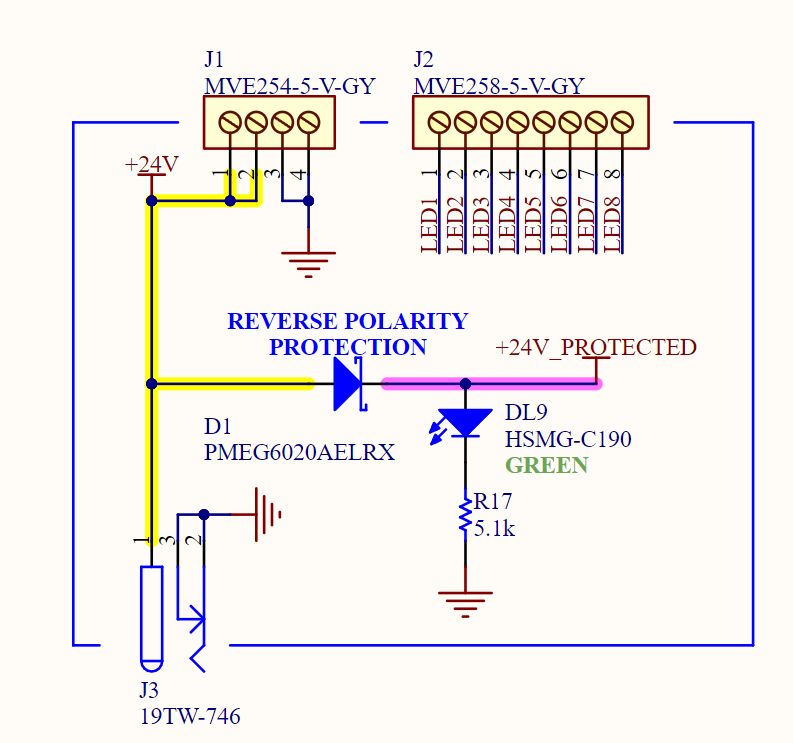 J1
MVE254-5-V-GY
J2
MVE258-5-V-GY
+24V
1
2
3
4
1
2
3
4
5
6
7
8
LED1
LED2
LED3
LED4
LED5
LED6
LED7
LED8
REVERSE POLARITY
PROTECTION
+24V_PROTECTED
D1
PMEG6020AELRX
DL9
HSMG-C190
GREEN
R17
5.1k
1
3
2
J3
19TW-746